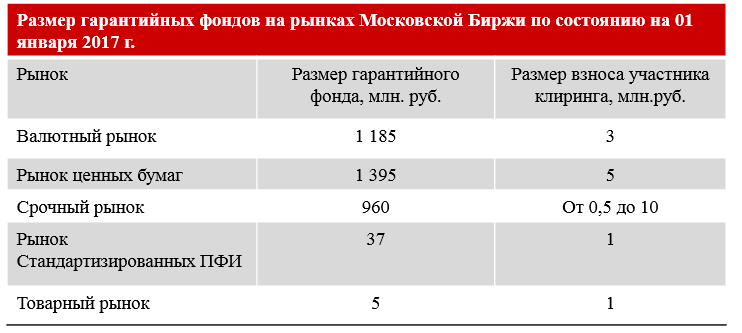 Размер гарантийных фондов на рынках Московской Биржи по состоянию на 01
января 2017 г.
Рынок
Размер гарантийного
фонда, млн. руб.
Размер взноса участника
клиринга, млн.руб.
Валютный рынок
1 185
3
Рынок ценных бумаг
1 395
5
Срочный рынок
960
От 0,5 до 10
Рынок
Стандартизированных ПФИ
37
1
Товарный рынок
5
1